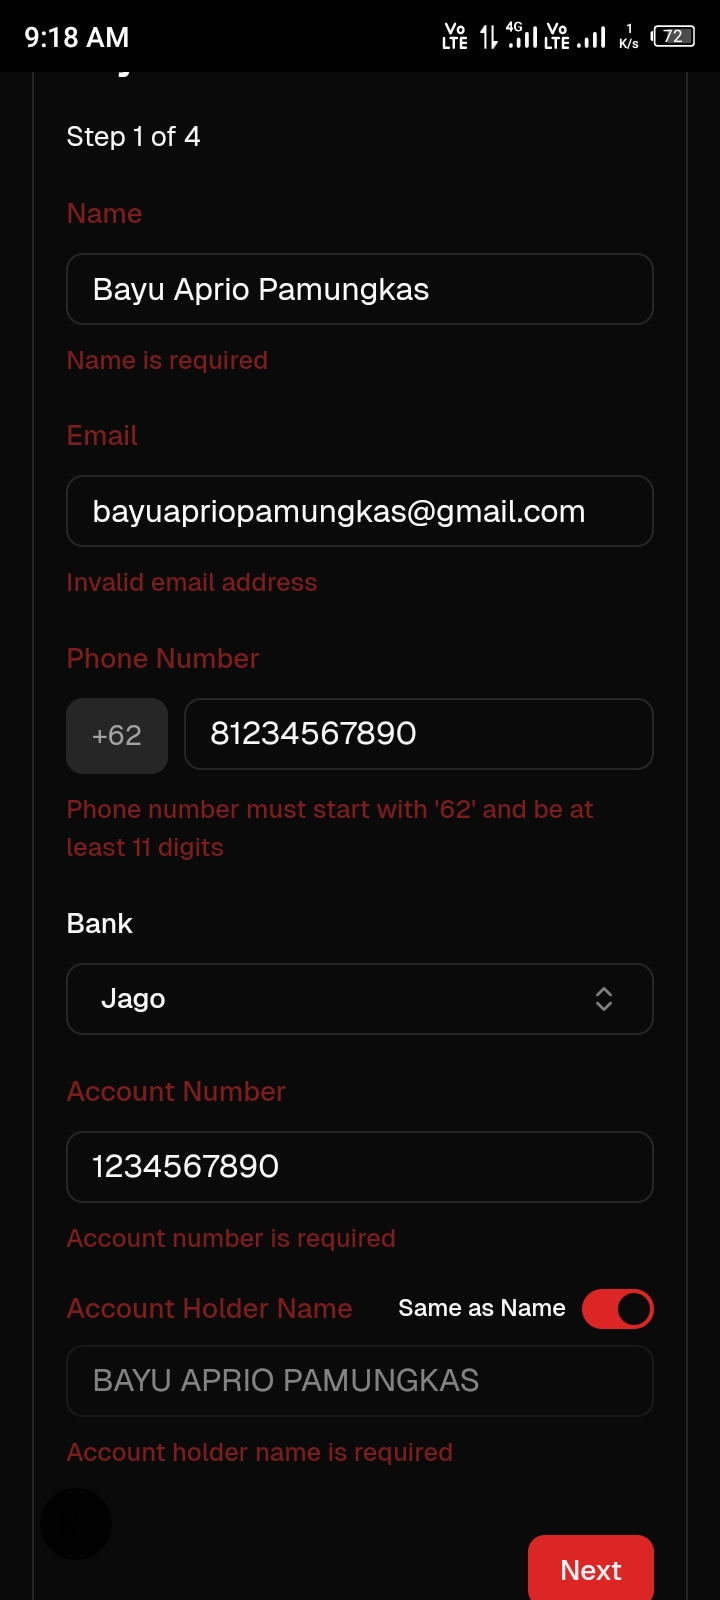 9:18 AM Vo LTE 4G Vo LTE 1 K/s 72
Step 1 of 4
Name
Bayu Aprio Pamungkas
Name is required
Email
bayuapriopamungkas@gmail.com
Invalid email address
Phone Number
+62 81234567890
Phone number must start with '62' and be at
least 11 digits
Bank
Jago
Account Number
1234567890
Account number is required
Account Holder Name Same as Name
BAYU APRIO PAMUNGKAS
Account holder name is required
Next